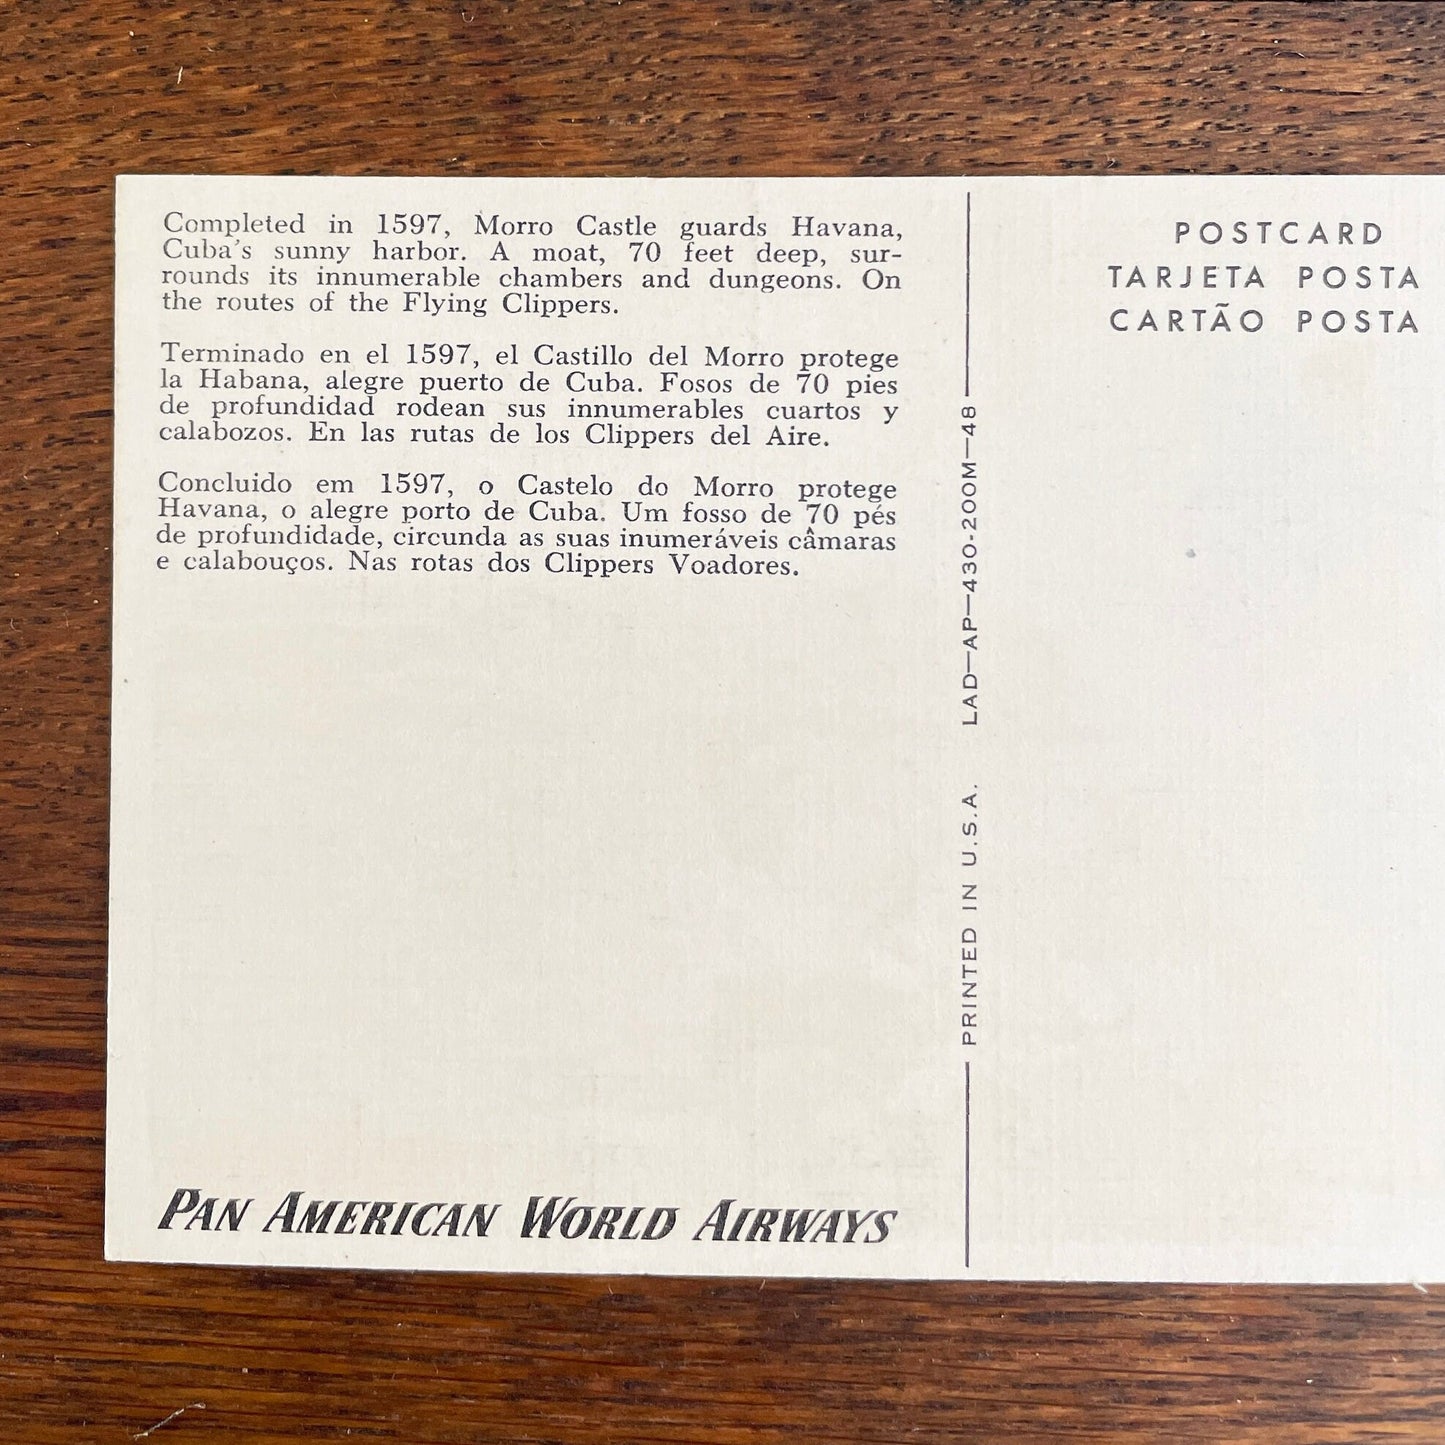 Completed in 1597, Morro Castle guards Havana,
Cuba's sunny harbor. A moat, 70 feet deep, sur-
rounds its innumerable chambers and dungeons. On
the routes of the Flying Clippers.
Terminado en el 1597, el Castillo del Morro protege
la Habana, alegre puerto de Cuba. Fosos de 70 pies
de profundidad rodean sus innumerables cuartos y
calabozos. En las rutas de los Clippers del Aire.
Concluido em 1597, o Castelo do Morro protege
Havana, o alegre porto de Cuba. Um fosso de 70 pés
de profundidade, circunda as suas inumeráveis câmaras
e calabouços. Nas rotas dos Clippers Voadores.
PAN AMERICAN WORLD AIRWAYS
PRINTED IN U.S.A. LAD—AP—430-200M—48
POSTCARD
TARJETA POSTA
CARTÃO POSTA